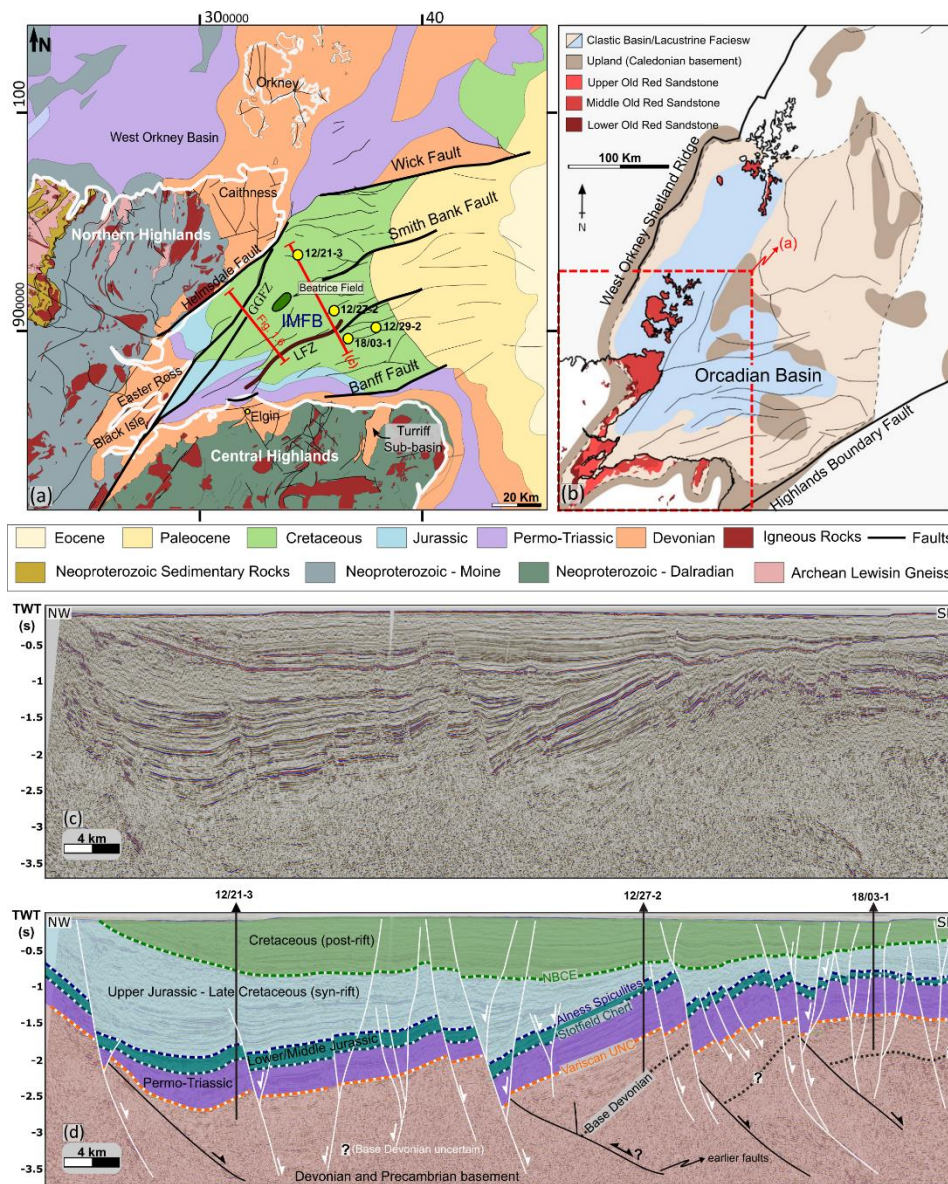 300000
40
N
100
900000
Orkney
West Orkney Basin
Wick Fault
Caithness
Smith Bank Fault
Northern Highlands
Helmsdale Fault
12/21-3
GGFZ
Beatrice Field
IMFB
12/27-2
12/29-2
18/03-1
(c)
LFZ
Easter Ross
Banff Fault
Black Isle
Elgin
Turriff
Sub-basin
Central Highlands
(a)
20 Km
Clastic Basin/Lacustrine Faciesw
Upland (Caledonian basement)
Upper Old Red Sandstone
Middle Old Red Sandstone
Lower Old Red Sandstone
100 Km
N
West Orkney Shetland Ridge
(a)
Orcadian Basin
Highlands Boundary Fault
(b)
Eocene
Paleocene
Cretaceous
Jurassic
Permo-Triassic
Devonian
Igneous Rocks
Faults
Neoproterozoic Sedimentary Rocks
Neoproterozoic - Moine
Neoproterozoic - Dalradian
Archean Lewisin Gneiss
TWT
(s)
NW
-0.5
-1
-1.5
-2
-2.5
-3
-3.5
(c)
4 km
12/21-3
12/27-2
18/03-1
TWT
(s)
NW
-0.5
-1
-1.5
-2
-2.5
-3
-3.5
Cretaceous (post-rift)
NBCE
Upper Jurassic - Late Cretaceous (syn-rift)
Alness Spiculites
Stotfield Chert
Lower/Middle Jurassic
Variscan UNC
Permo-Triassic
Base Devonian
?
? (Base Devonian uncertain)
?
earlier faults
Devonian and Precambrian basement
(d)
4 km